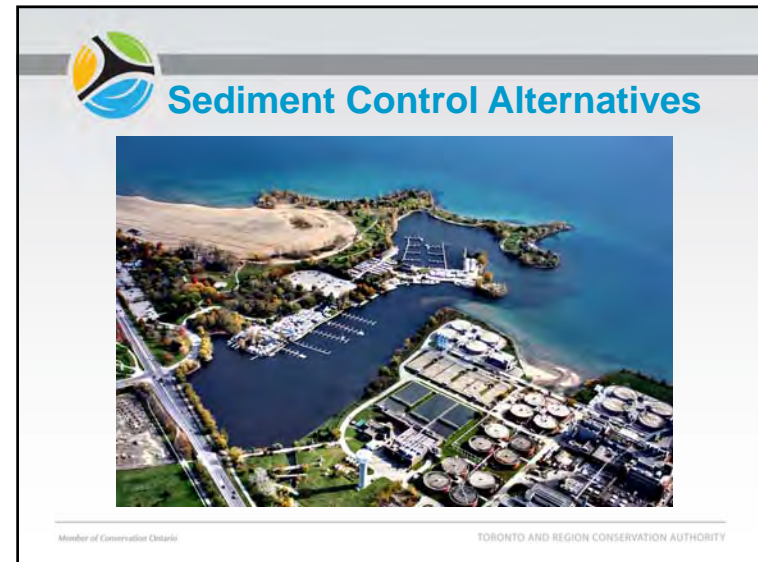 Sediment Control Alternatives
Member of Conservation Ontario
TORONTO AND REGION CONSERVATION AUTHORITY